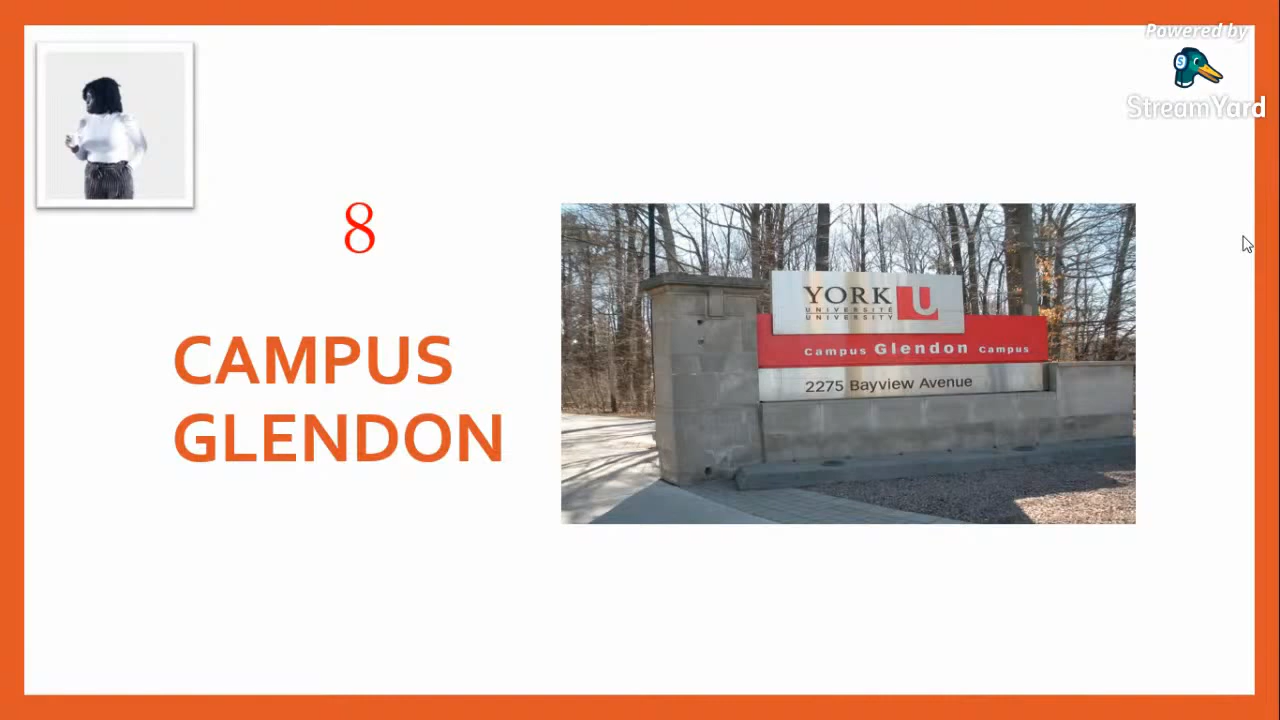 Powered by
StreamYard
8
CAMPUS
GLENDON
YORK U
UNIVERSITÉ
UNIVERSITY
Campus Glendon Campus
2275 Bayview Avenue